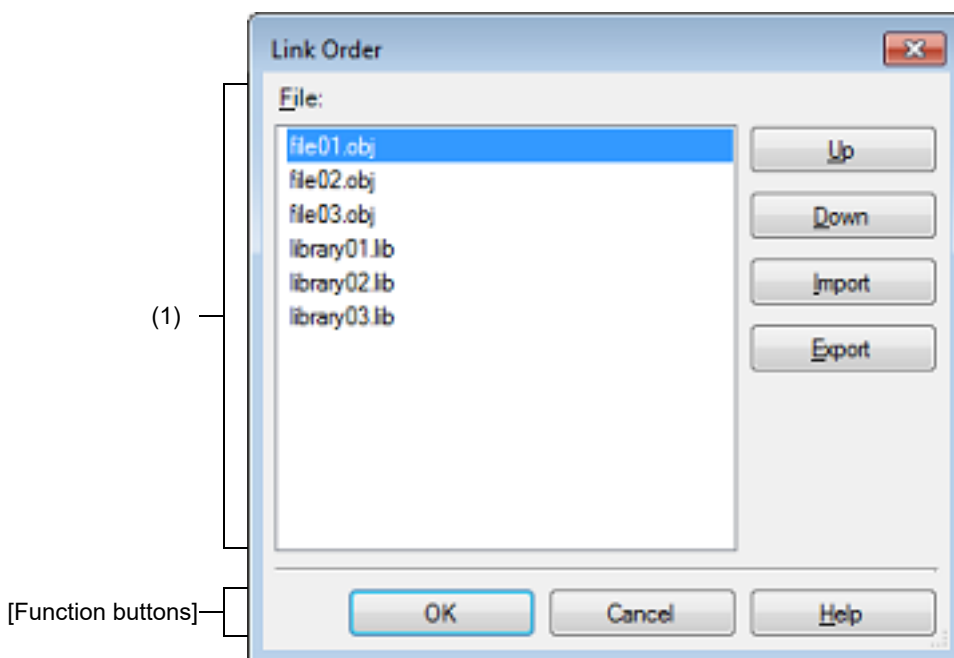 Link Order
File:
file01.obj
file02.obj
file03.obj
library01.lib
library02.lib
library03.lib
Up
Down
Import
Export
(1)
[Function buttons]
OK
Cancel
Help